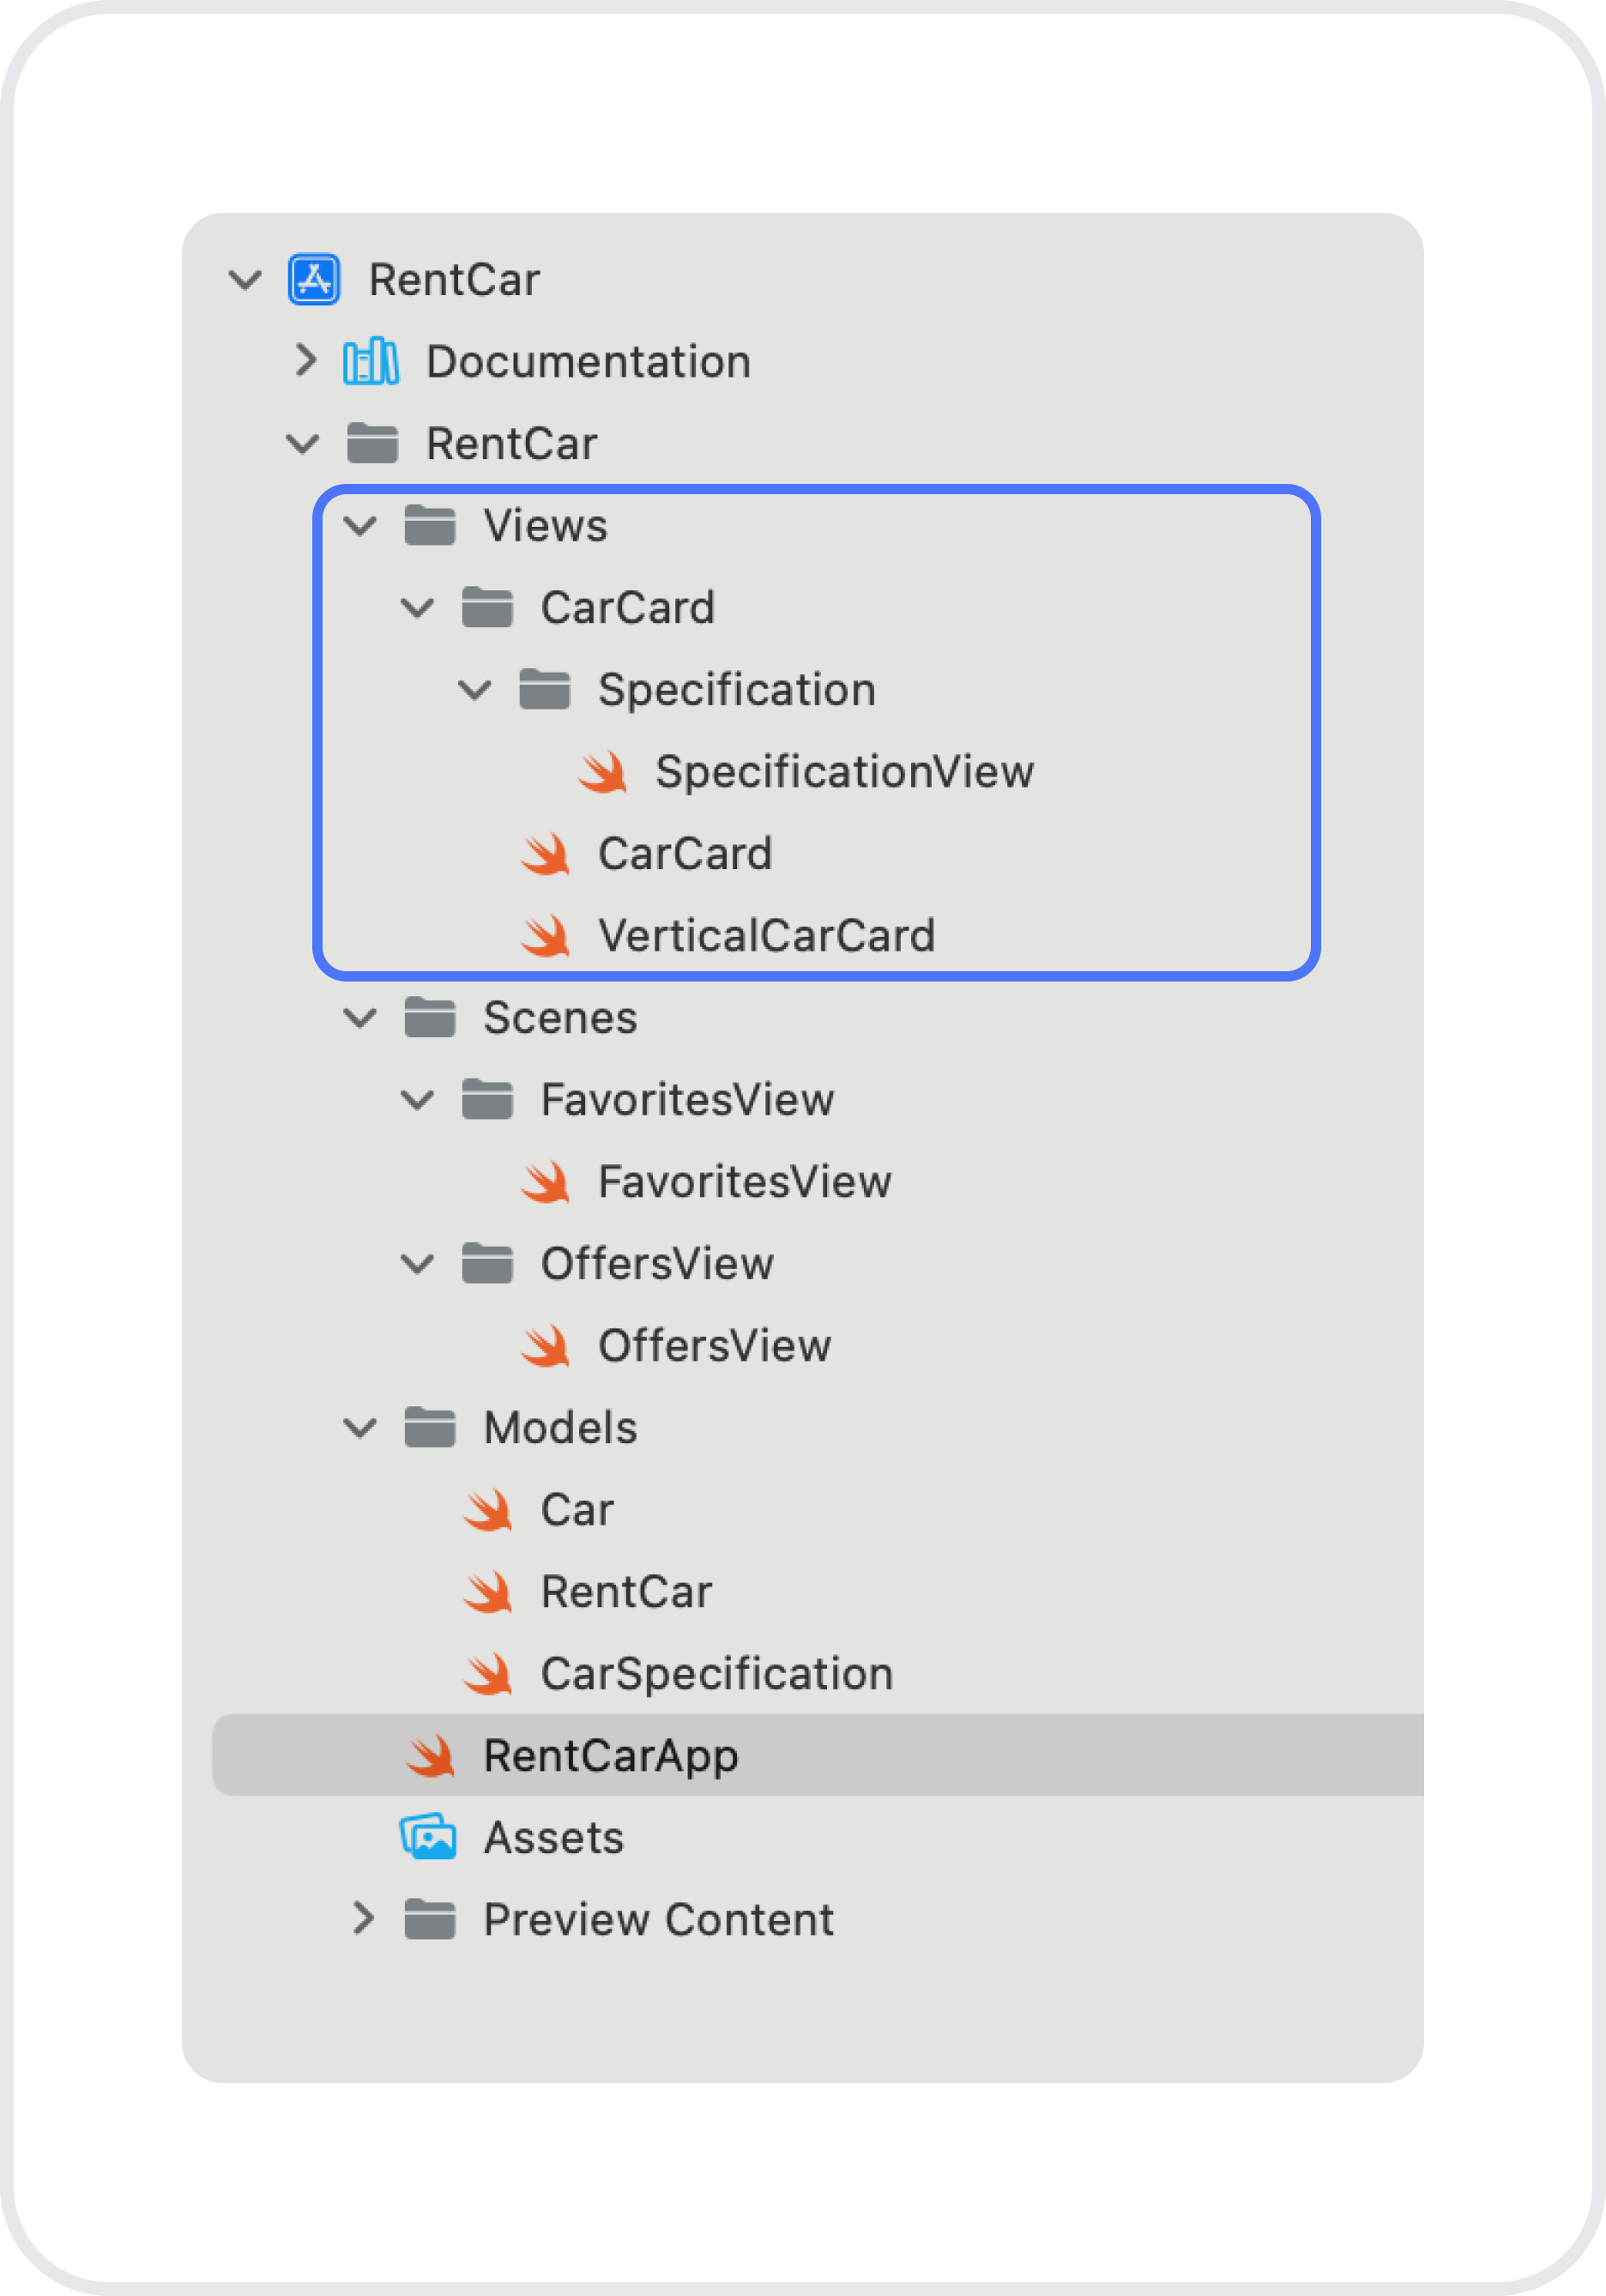 RentCar
Documentation
RentCar
Views
CarCard
Specification
SpecificationView
CarCard
VerticalCarCard
Scenes
FavoritesView
FavoritesView
OffersView
OffersView
Models
Car
RentCar
CarSpecification
RentCarApp
Assets
Preview Content